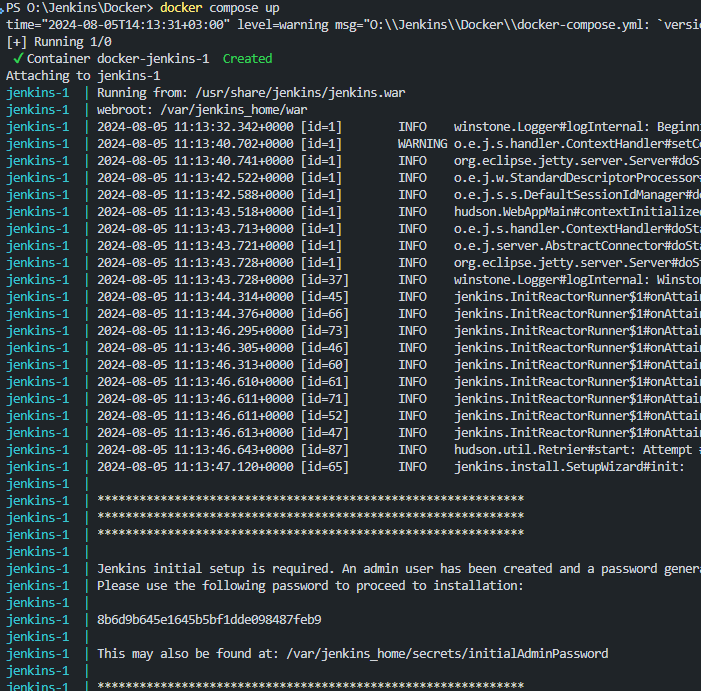 PS O:\Jenkins\Docker> docker compose up
time="2024-08-05T14:13:31+03:00" level=warning msg="O:\\Jenkins\\Docker\\docker-compose.yml: `versi
[+] Running 1/0
✓Container docker-jenkins-1 Created
Attaching to jenkins-1
jenkins-1 | Running from: /usr/share/jenkins/jenkins.war
jenkins-1 | webroot: /var/jenkins_home/war
jenkins-1 | 2024-08-05 11:13:32.342+0000 [id=1] INFO winstone.Logger#logInternal: Beginni
jenkins-1 | 2024-08-05 11:13:40.702+0000 [id=1] WARNING o.e.j.s.handler.ContextHandler#setCo
jenkins-1 | 2024-08-05 11:13:40.741+0000 [id=1] INFO org.eclipse.jetty.server.Server#doSt
jenkins-1 | 2024-08-05 11:13:42.522+0000 [id=1] INFO o.e.j.w.StandardDescriptorProcessor#
jenkins-1 | 2024-08-05 11:13:42.588+0000 [id=1] INFO o.e.j.s.s.DefaultSessionIdManager#do
jenkins-1 | 2024-08-05 11:13:43.518+0000 [id=1] INFO hudson.WebAppMain#contextInitialized
jenkins-1 | 2024-08-05 11:13:43.713+0000 [id=1] INFO o.e.j.s.handler.ContextHandler#doSta
jenkins-1 | 2024-08-05 11:13:43.721+0000 [id=1] INFO o.e.j.server.AbstractConnector#doSta
jenkins-1 | 2024-08-05 11:13:43.728+0000 [id=1] INFO org.eclipse.jetty.server.Server#doSt
jenkins-1 | 2024-08-05 11:13:43.728+0000 [id=37] INFO winstone.Logger#logInternal: Winsto
jenkins-1 | 2024-08-05 11:13:44.314+0000 [id=45] INFO jenkins.InitReactorRunner$1#onAttai
jenkins-1 | 2024-08-05 11:13:44.376+0000 [id=66] INFO jenkins.InitReactorRunner$1#onAttai
jenkins-1 | 2024-08-05 11:13:46.295+0000 [id=73] INFO jenkins.InitReactorRunner$1#onAttai
jenkins-1 | 2024-08-05 11:13:46.305+0000 [id=46] INFO jenkins.InitReactorRunner$1#onAttai
jenkins-1 | 2024-08-05 11:13:46.313+0000 [id=60] INFO jenkins.InitReactorRunner$1#onAttai
jenkins-1 | 2024-08-05 11:13:46.610+0000 [id=61] INFO jenkins.InitReactorRunner$1#onAttai
jenkins-1 | 2024-08-05 11:13:46.611+0000 [id=71] INFO jenkins.InitReactorRunner$1#onAttai
jenkins-1 | 2024-08-05 11:13:46.611+0000 [id=52] INFO jenkins.InitReactorRunner$1#onAttai
jenkins-1 | 2024-08-05 11:13:46.613+0000 [id=47] INFO jenkins.InitReactorRunner$1#onAttai
jenkins-1 | 2024-08-05 11:13:46.643+0000 [id=87] INFO hudson.util.Retrier#start: Attempt #
jenkins-1 | 2024-08-05 11:13:47.120+0000 [id=65] INFO jenkins.install.SetupWizard#init:
jenkins-1 |
jenkins-1 | *************************************************************
jenkins-1 | *************************************************************
jenkins-1 | *************************************************************
jenkins-1 |
jenkins-1 | Jenkins initial setup is required. An admin user has been created and a password gener
jenkins-1 | Please use the following password to proceed to installation:
jenkins-1 |
jenkins-1 | 8b6d9b645e1645b5bf1dde098487feb9
jenkins-1 |
jenkins-1 | This may also be found at: /var/jenkins_home/secrets/initialAdminPassword
jenkins-1 |
jenkins-1 | *************************************************************